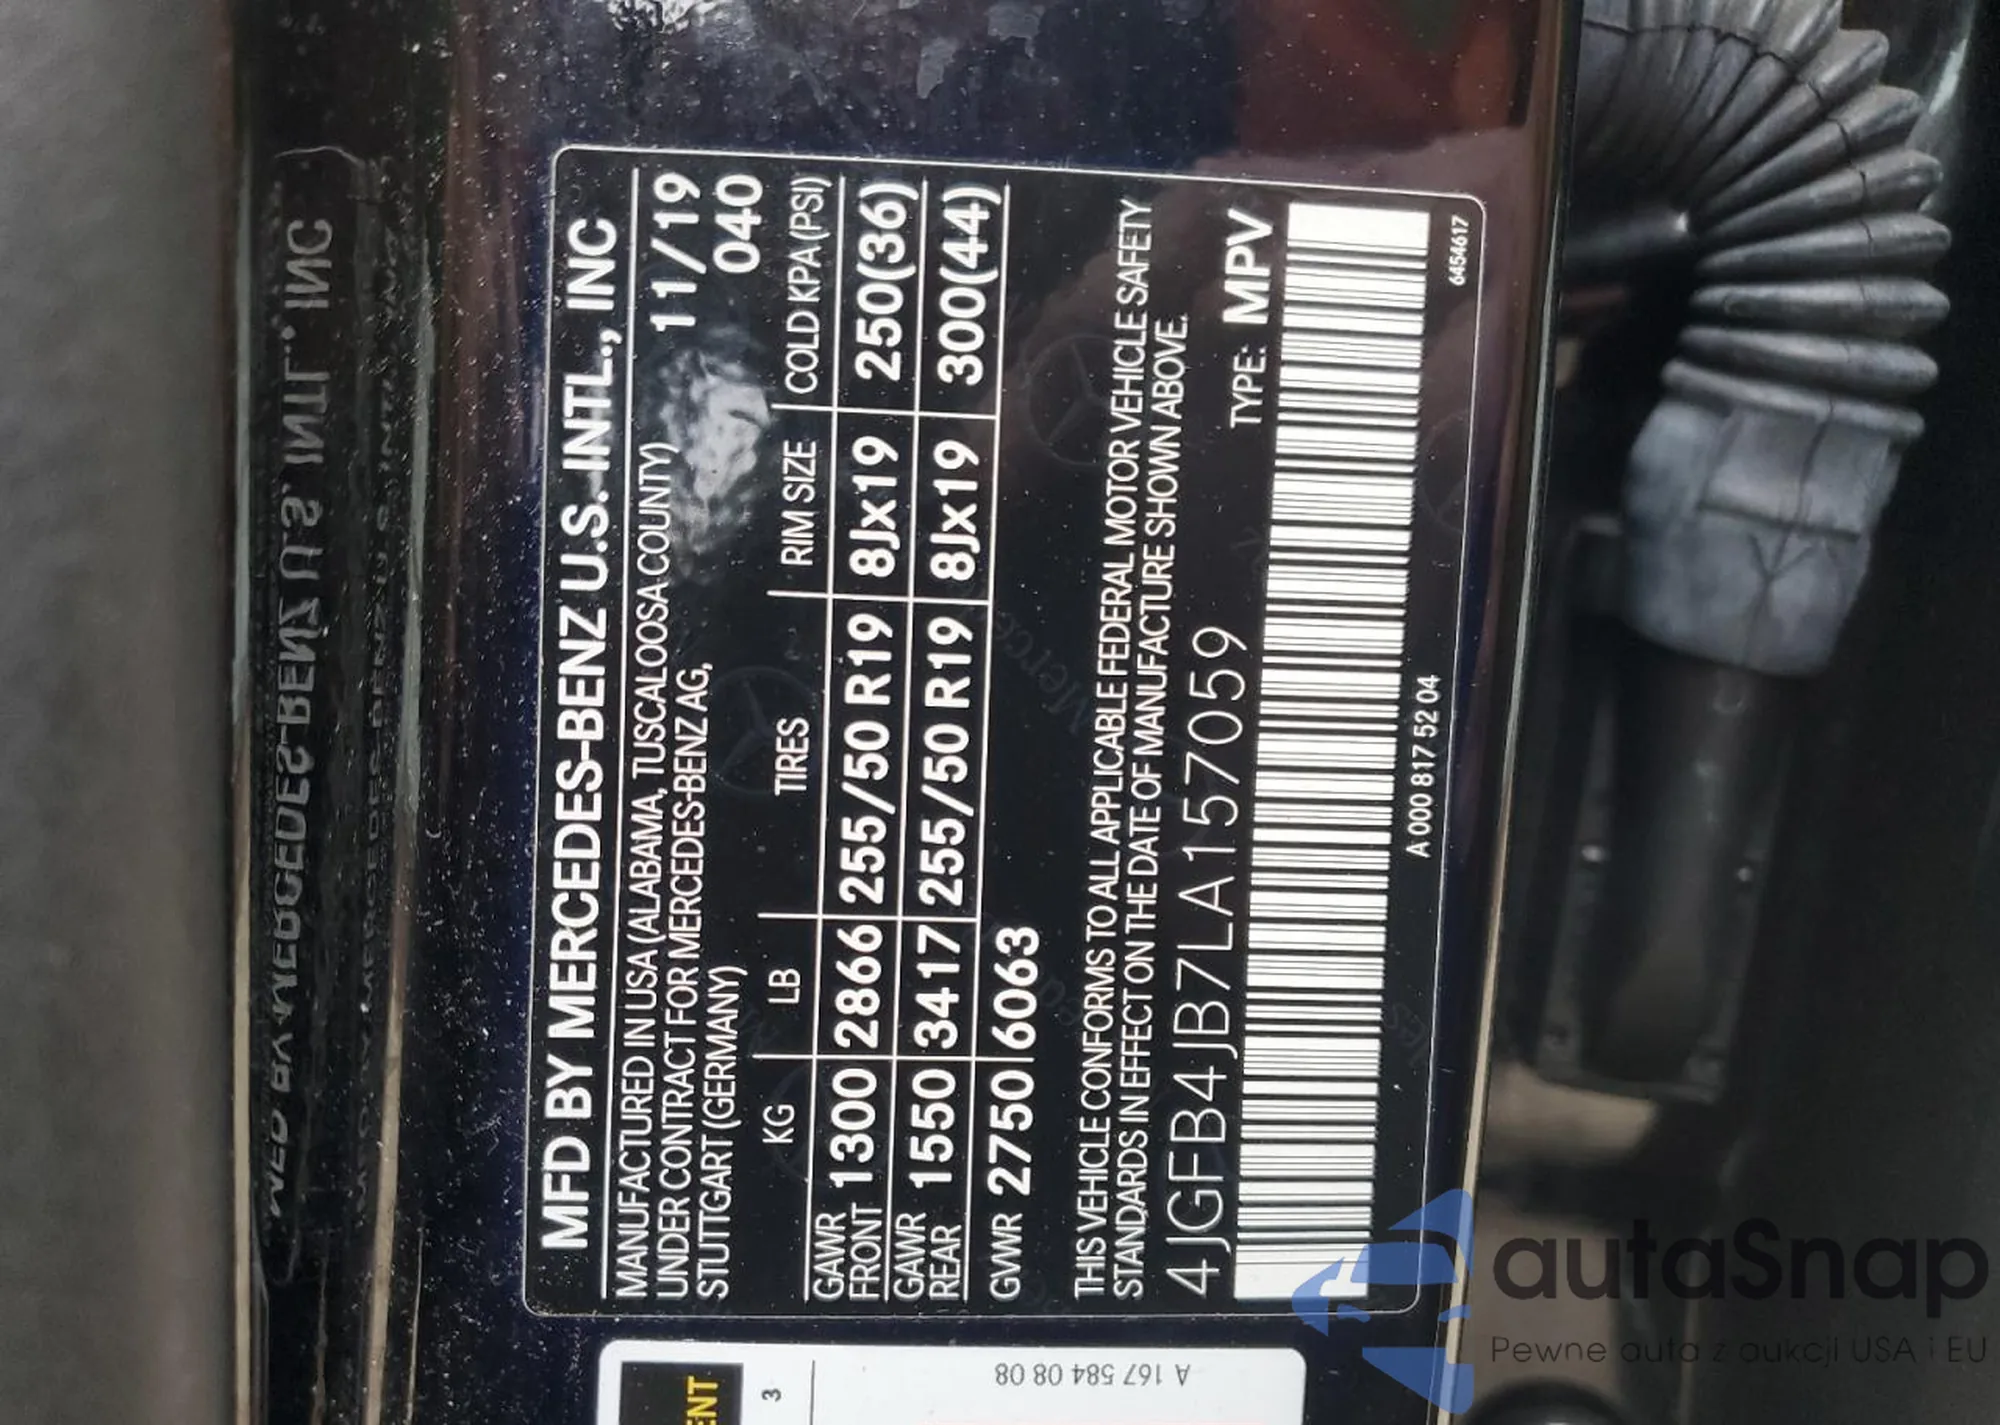 MFD BY MERCEDES-BENZ U.S. INTL., INC
MANUFACTURED IN USA (ALABAMA, TUSCALOOSA COUNTY) 11/19
UNDER CONTRACT FOR MERCEDES-BENZ AG, 040
STUTTGART (GERMANY)
KG LB TIRES RIM SIZE COLD KPA (PSI)
GAWR FRONT 1300 2866 255/50 R19 8Jx19 250(36)
GAWR REAR 1550 3417 255/50 R19 8Jx19 300(44)
GVWR 2750 6063
THIS VEHICLE CONFORMS TO ALL APPLICABLE FEDERAL MOTOR VEHICLE SAFETY
STANDARDS IN EFFECT ON THE DATE OF MANUFACTURE SHOWN ABOVE.
4JGFB4JB7LA157059 TYPE: MPV
A 000 817 52 04 6454617
A 167 584 08 08
3
autaSnap
Pewne auta z aukcji USA i EU